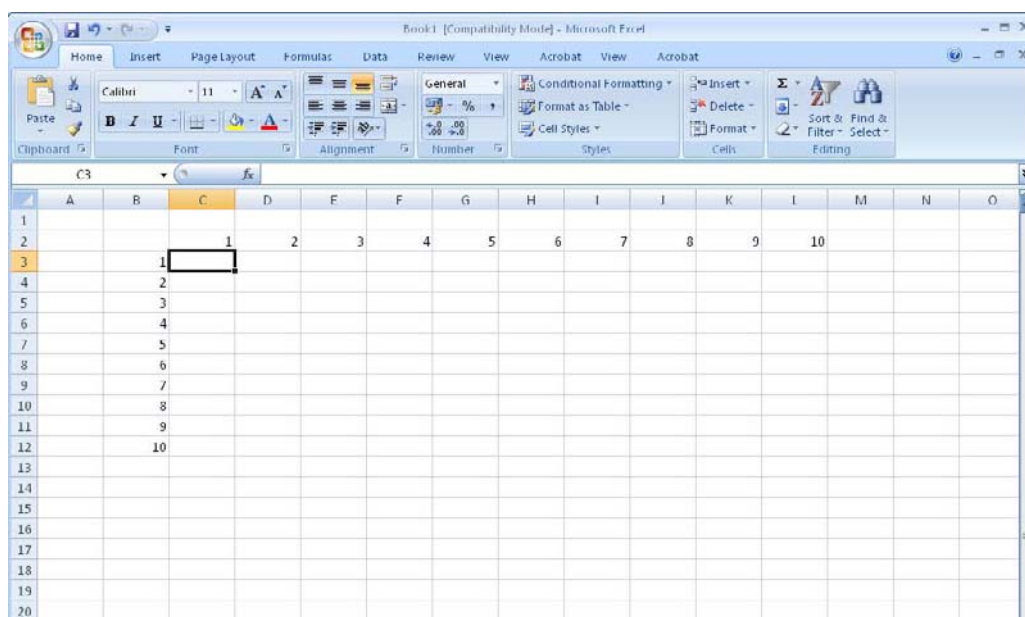 Book1 [Compatibility Mode] - Microsoft Excel
Home Insert Page Layout Formulas Data Review View Acrobat View Acrobat
Calibri 11 A A General Conditional Formatting Insert Σ
Paste B I U A % , Format as Table Delete Sort & Filter Find & Select
.0 .00 .00 .0 Cell Styles Format
Clipboard Font Alignment Number Styles Cells Editing
C3 fx
A B C D E F G H I J K L M N O
1
2 1 2 3 4 5 6 7 8 9 10
3 1
4 2
5 3
6 4
7 5
8 6
9 7
10 8
11 9
12 10
13
14
15
16
17
18
19
20